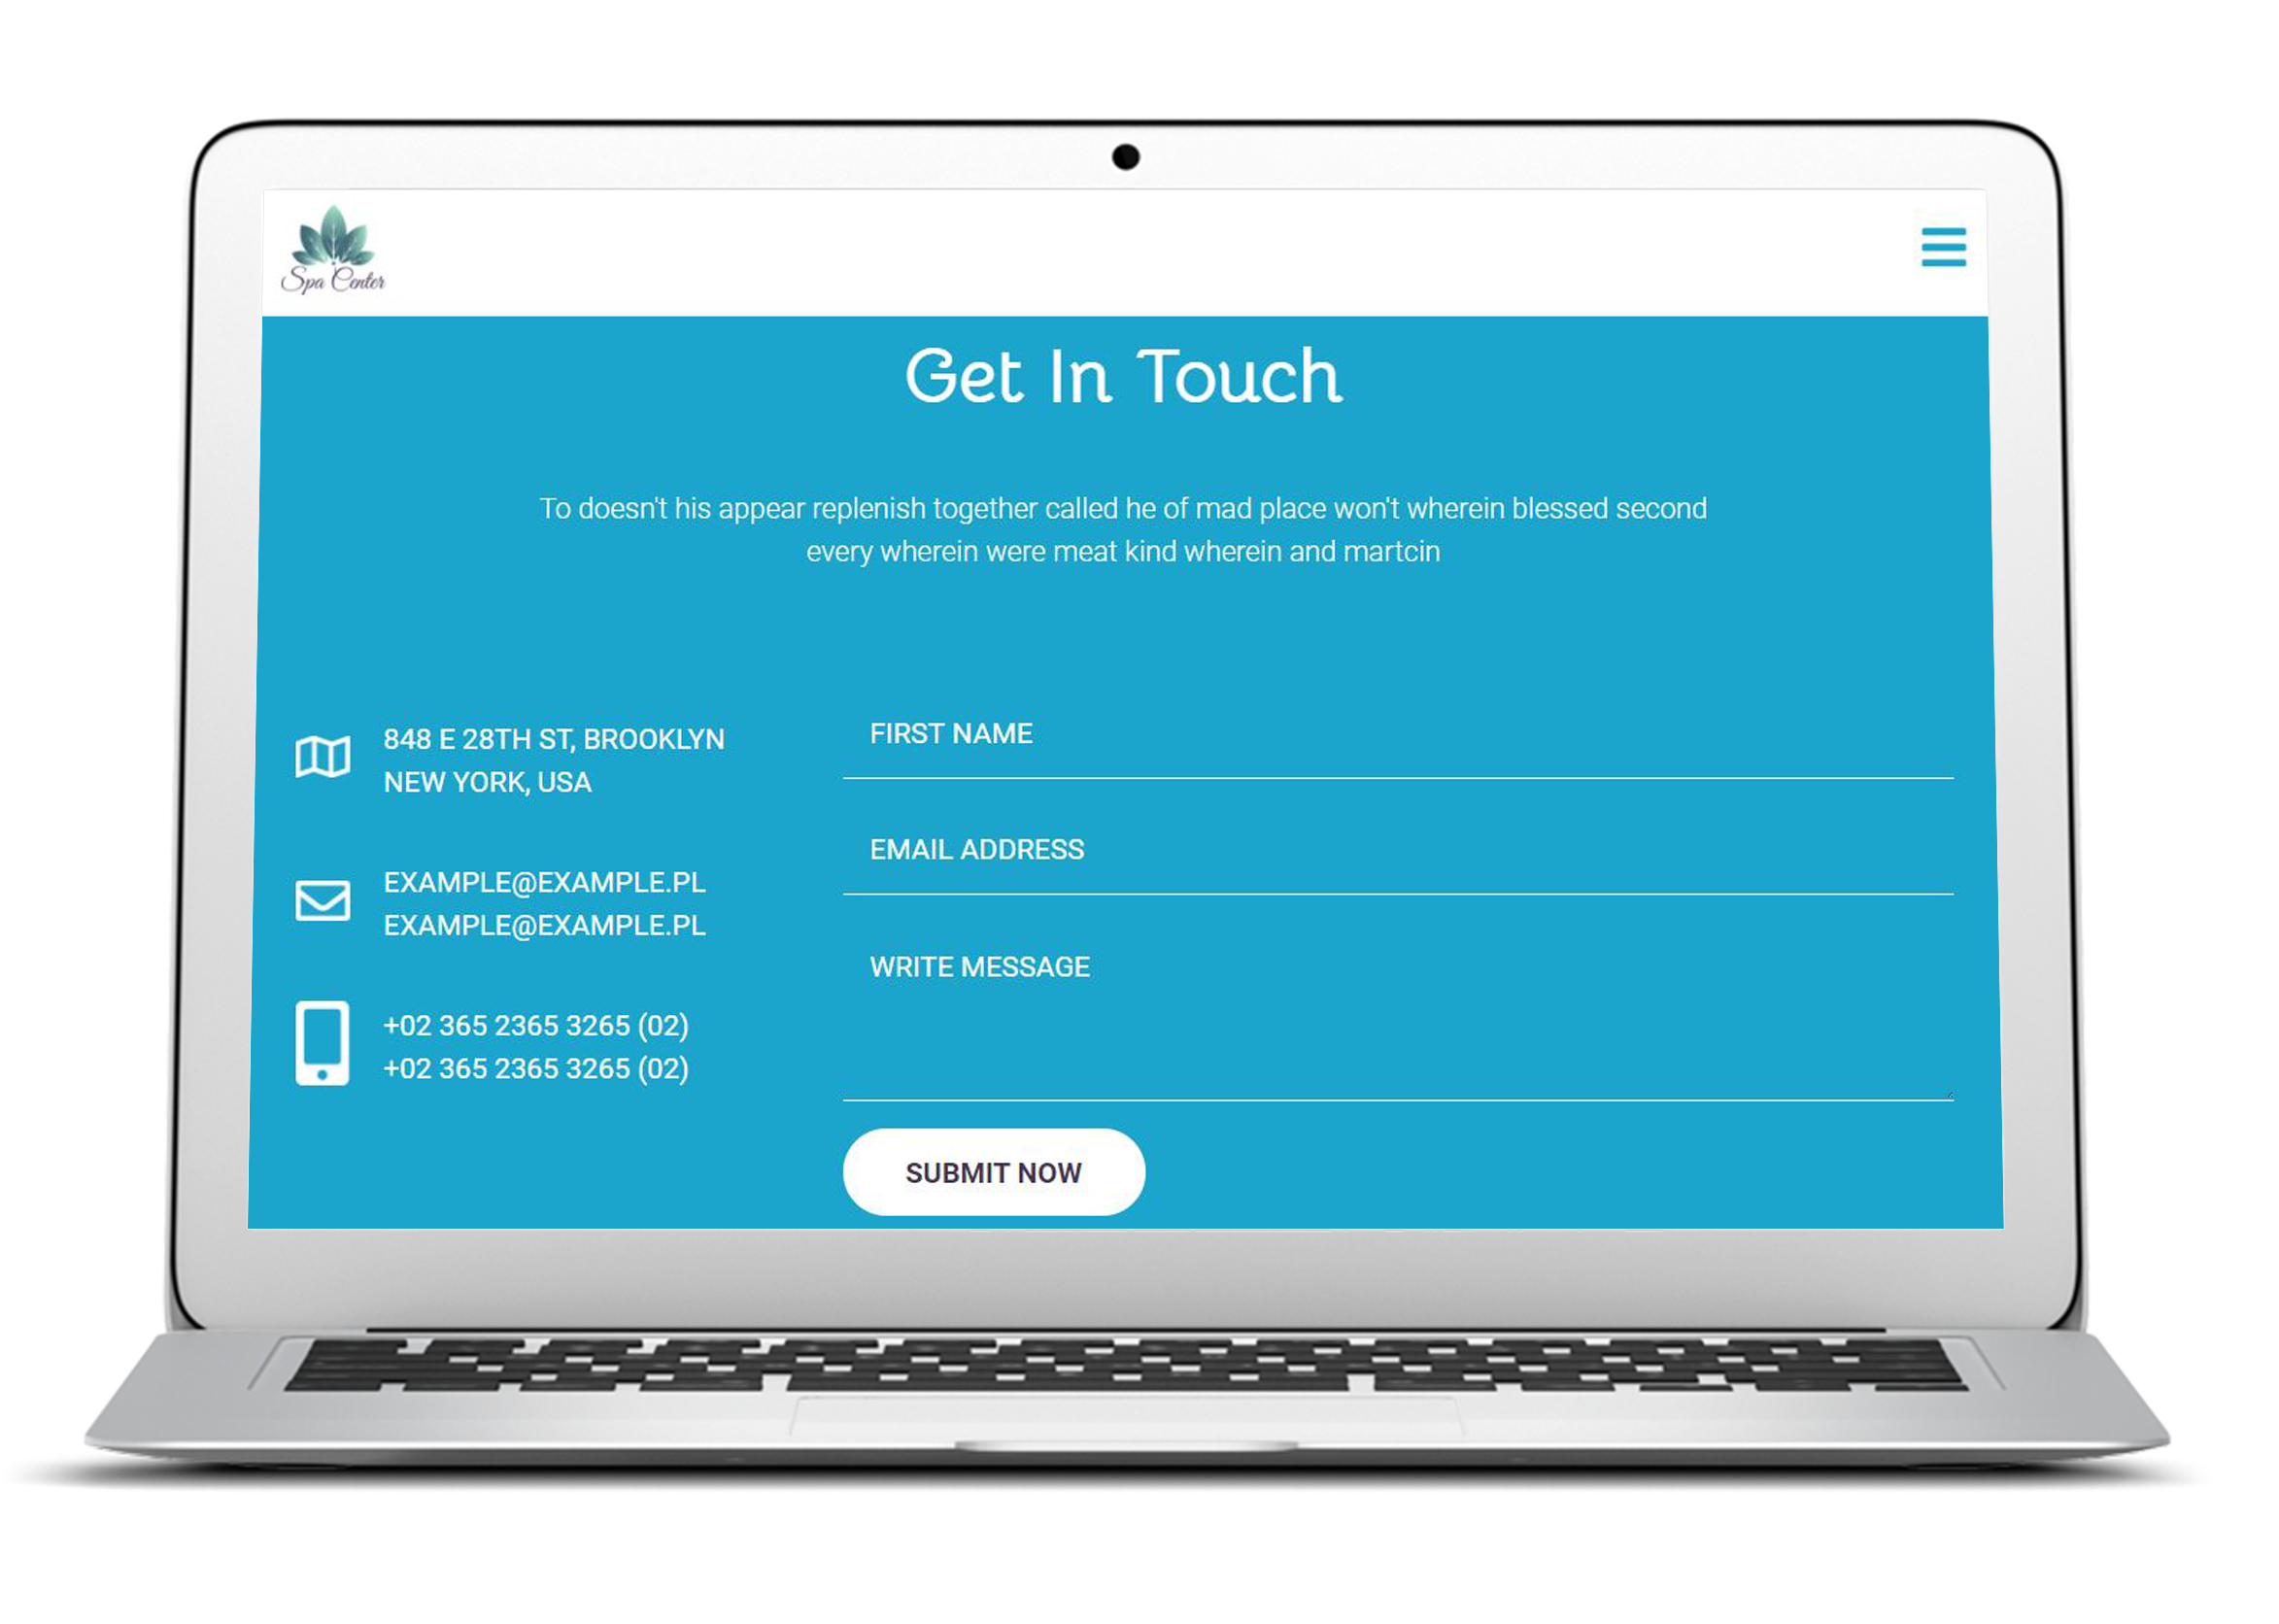 Spa Center
Get In Touch
To doesn't his appear replenish together called he of mad place won't wherein blessed second
every wherein were meat kind wherein and martcin
848 E 28TH ST, BROOKLYN
NEW YORK, USA
EXAMPLE@EXAMPLE.PL
EXAMPLE@EXAMPLE.PL
+02 365 2365 3265 (02)
+02 365 2365 3265 (02)
FIRST NAME
EMAIL ADDRESS
WRITE MESSAGE
SUBMIT NOW